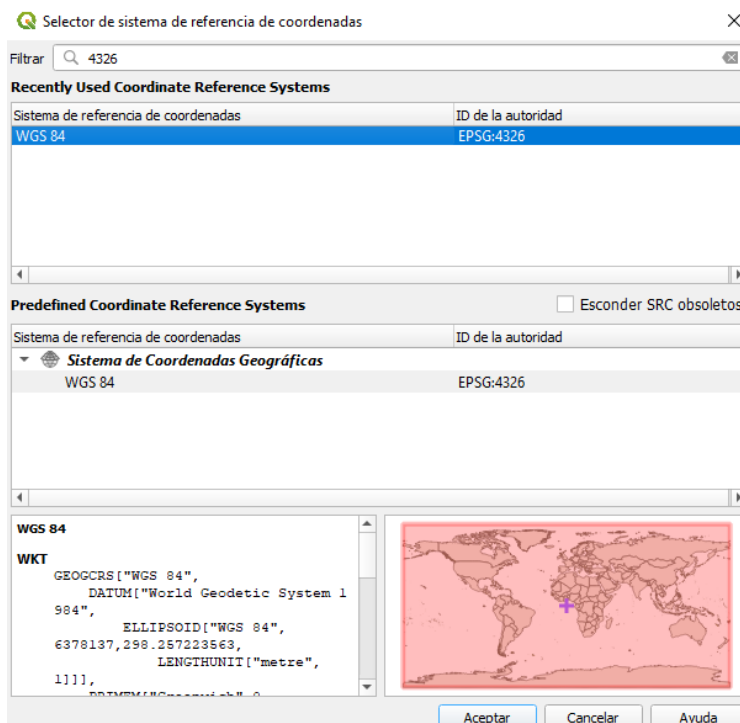 Selector de sistema de referencia de coordenadas
Filtrar 4326
Recently Used Coordinate Reference Systems
Sistema de referencia de coordenadas ID de la autoridad
WGS 84 EPSG:4326
Predefined Coordinate Reference Systems Esconder SRC obsoletos
Sistema de referencia de coordenadas ID de la autoridad
Sistema de Coordenadas Geográficas
WGS 84 EPSG:4326
WGS 84
WKT
GEOGCRS["WGS 84",
DATUM["World Geodetic System 1
984",
ELLIPSOID["WGS 84",
6378137,298.257223563,
LENGTHUNIT["metre",
1]]],
PRIMEM["Greenwich",0
Aceptar Cancelar Ayuda